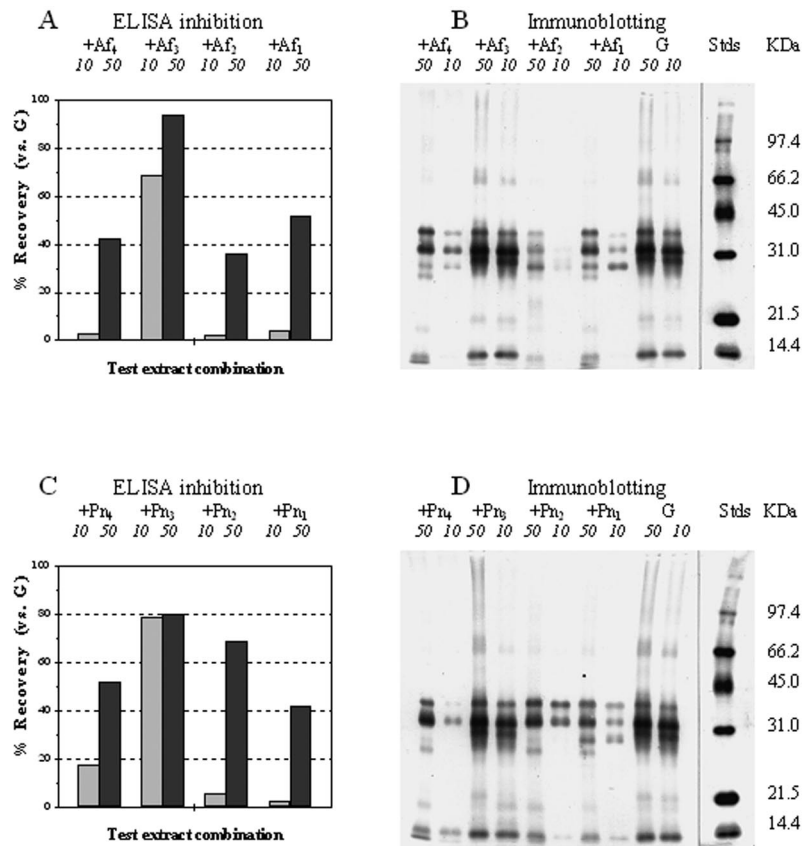 A ELISA inhibition
+Af4 +Af3 +Af2 +Af1
10 50 10 50 10 50 10 50
% Recovery (vs. G)
100
80
60
40
20
0
Test extract combination
B Immunoblotting
+Af4 +Af3 +Af2 +Af1 G Stds KDa
50 10 50 10 50 10 50 10 50 10
97.4
66.2
45.0
31.0
21.5
14.4
C ELISA inhibition
+Pn4 +Pn3 +Pn2 +Pn1
10 50 10 50 10 50 10 50
% Recovery (vs. G)
100
80
60
40
20
0
Test extract combination
D Immunoblotting
+Pn4 +Pn3 +Pn2 +Pn1 G Stds KDa
50 10 50 10 50 10 50 10 50 10
97.4
66.2
45.0
31.0
21.5
14.4